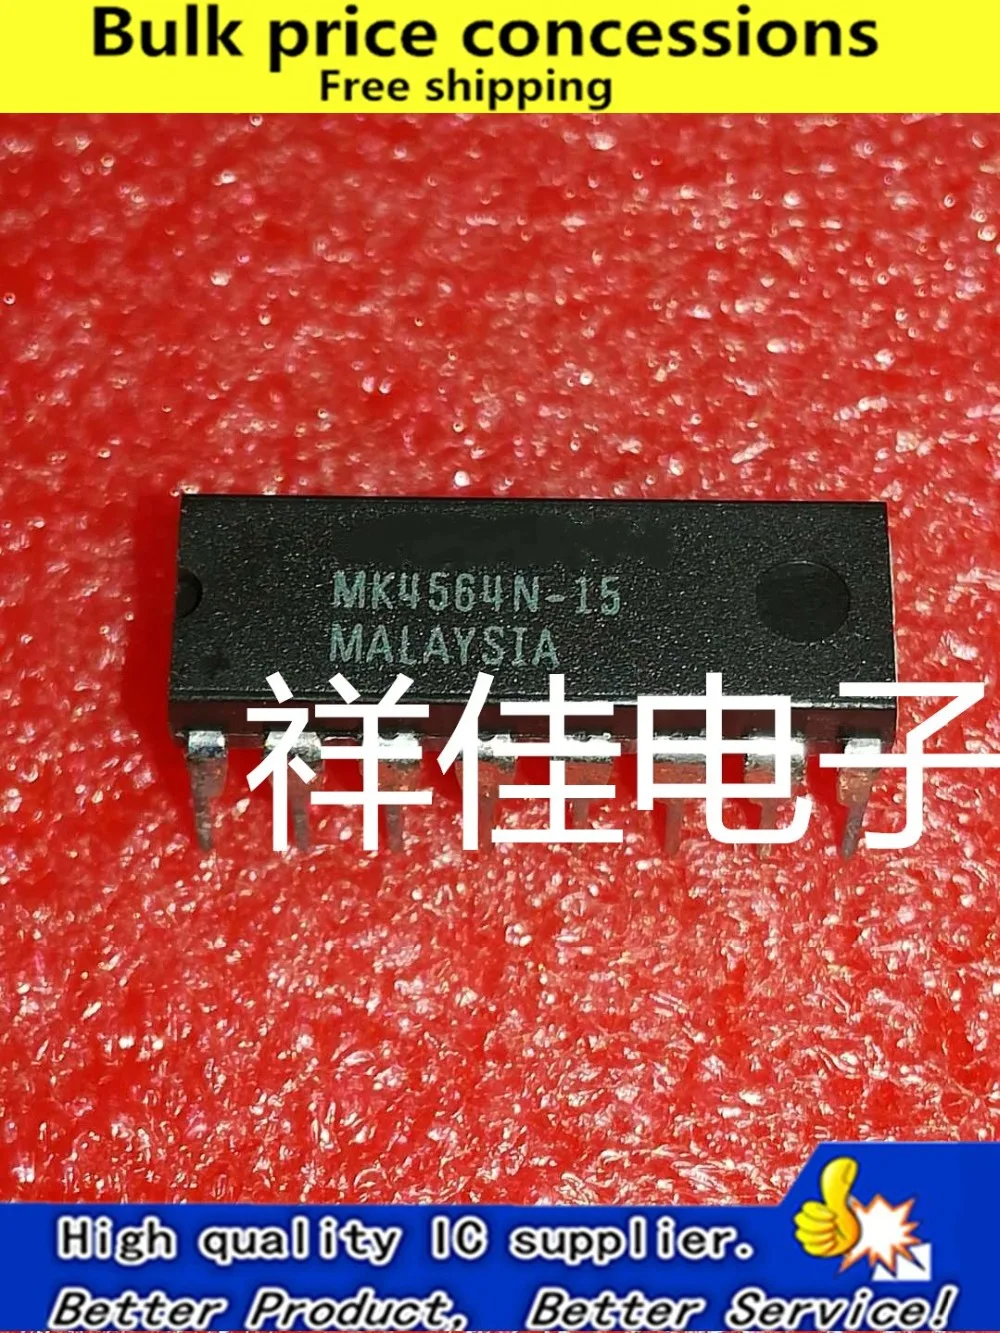 Bulk price concessions
Free shipping
MK4564N-15
MALAYSIA
祥佳电子
High quality IC supplier.
Better Product, Better Service!